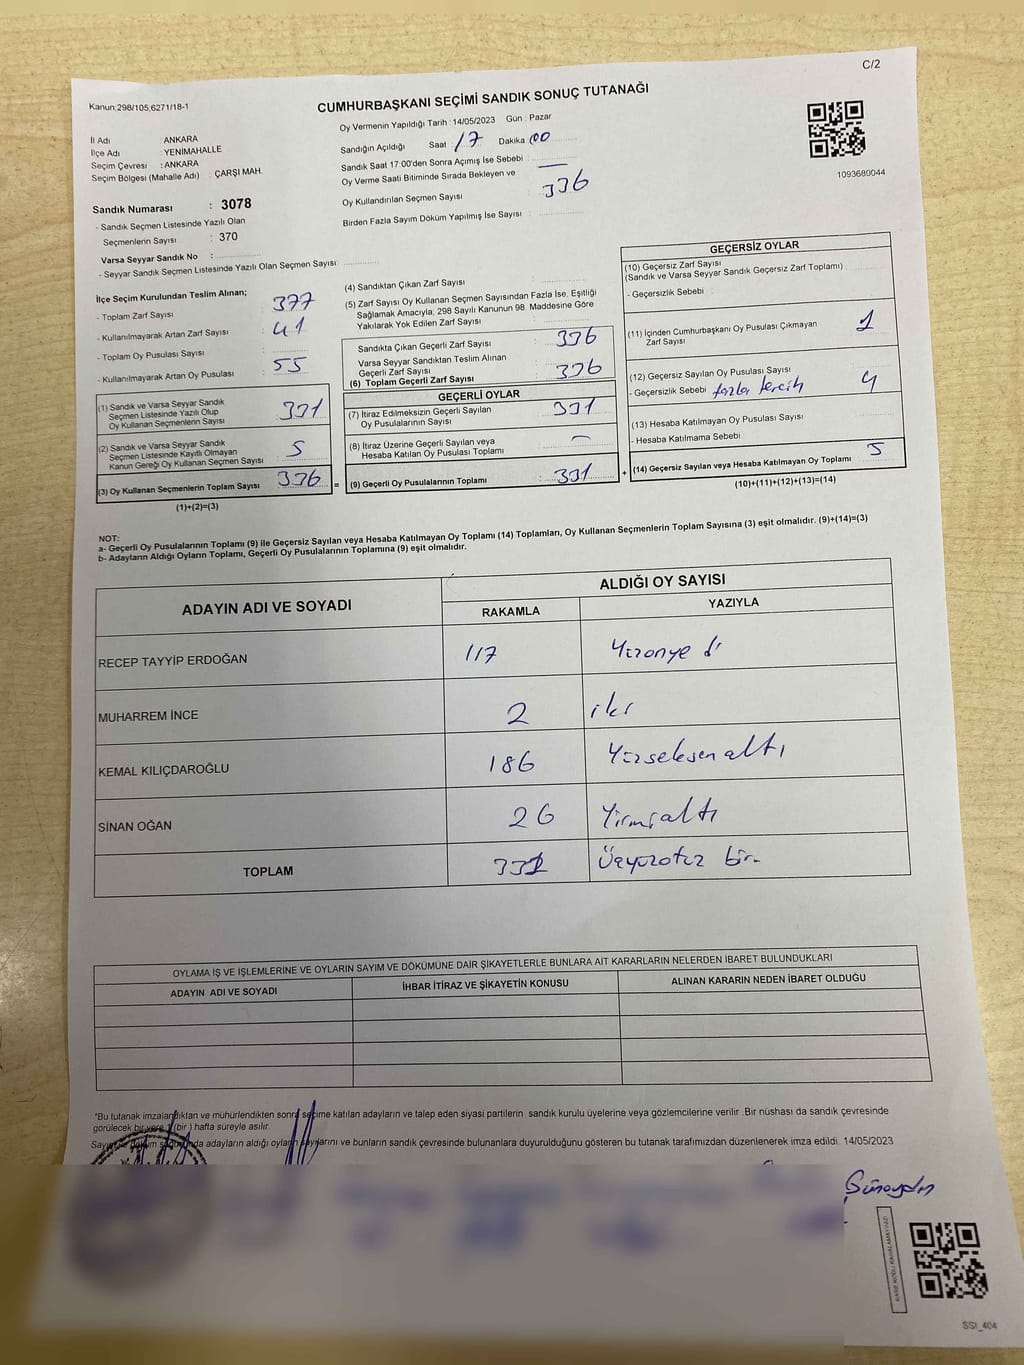 C/2
Kanun:298/105,6271/18-1
CUMHURBAŞKANI SEÇİMİ SANDIK SONUÇ TUTANAĞI
İl Adı : ANKARA
İlçe Adı : YENİMAHALLE
Seçim Çevresi : ANKARA
Seçim Bölgesi (Mahalle Adı) : ÇARŞI MAH.
Sandık Numarası : 3078
- Sandık Seçmen Listesinde Yazılı Olan
Seçmenlerin Sayısı : 370
Varsa Seyyar Sandık No :
- Seyyar Sandık Seçmen Listesinde Yazılı Olan Seçmen Sayısı :
Oy Vermenin Yapıldığı Tarih : 14/05/2023 Gün : Pazar
Sandığın Açıldığı Saat 17 Dakika 00
Sandık Saat 17:00'den Sonra Açımış İse Sebebi : —
Oy Verme Saati Bitiminde Sırada Bekleyen ve
Oy Kullandırılan Seçmen Sayısı : 336
Birden Fazla Sayım Döküm Yapılmış İse Sayısı :
1093680044
İlçe Seçim Kurulundan Teslim Alınan;
- Toplam Zarf Sayısı : 377
- Kullanılmayarak Artan Zarf Sayısı : 41
- Toplam Oy Pusulası Sayısı :
- Kullanılmayarak Artan Oy Pusulası : 55
(1) Sandık ve Varsa Seyyar Sandık
Seçmen Listesinde Yazılı Olup
Oy Kullanan Seçmenlerin Sayısı : 331
(2) Sandık ve Varsa Seyyar Sandık
Seçmen Listesinde Kayıtlı Olmayan
Kanun Gereği Oy Kullanan Seçmen Sayısı : 5
(3) Oy Kullanan Seçmenlerin Toplam Sayısı : 336
(1)+(2)=(3)
(4) Sandıktan Çıkan Zarf Sayısı :
(5) Zarf Sayısı Oy Kullanan Seçmen Sayısından Fazla İse, Eşitliği
Sağlamak Amacıyla; 298 Sayılı Kanunun 98. Maddesine Göre
Yakılarak Yok Edilen Zarf Sayısı :
Sandıkta Çıkan Geçerli Zarf Sayısı : 336
Varsa Seyyar Sandıktan Teslim Alınan
Geçerli Zarf Sayısı :
(6) Toplam Geçerli Zarf Sayısı : 336
GEÇERLİ OYLAR
(7) İtiraz Edilmeksizin Geçerli Sayılan
Oy Pusulalarının Sayısı : 331
(8) İtiraz Üzerine Geçerli Sayılan veya
Hesaba Katılan Oy Pusulası Toplamı : —
= (9) Geçerli Oy Pusulalarının Toplamı : 331 +
GEÇERSİZ OYLAR
(10) Geçersiz Zarf Sayısı
(Sandık ve Varsa Seyyar Sandık Geçersiz Zarf Toplamı) :
- Geçersizlik Sebebi :
(11) İçinden Cumhurbaşkanı Oy Pusulası Çıkmayan
Zarf Sayısı : 1
(12) Geçersiz Sayılan Oy Pusulası Sayısı : 4
- Geçersizlik Sebebi fazla tercih
(13) Hesaba Katılmayan Oy Pusulası Sayısı :
- Hesaba Katılmama Sebebi :
(14) Geçersiz Sayılan veya Hesaba Katılmayan Oy Toplamı : 5
(10)+(11)+(12)+(13)=(14)
NOT:
a- Geçerli Oy Pusulalarının Toplamı (9) ile Geçersiz Sayılan veya Hesaba Katılmayan Oy Toplamı (14) Toplamları, Oy Kullanan Seçmenlerin Toplam Sayısına (3) eşit olmalıdır. (9)+(14)=(3)
b- Adayların Aldığı Oyların Toplamı, Geçerli Oy Pusulalarının Toplamına (9) eşit olmalıdır.
ADAYIN ADI VE SOYADI ALDIĞI OY SAYISI
RAKAMLA YAZIYLA
RECEP TAYYİP ERDOĞAN 117 Yüzonyedi
MUHARREM İNCE 2 iki
KEMAL KILIÇDAROĞLU 186 Yüzseksenaltı
SİNAN OĞAN 26 Yirmialtı
TOPLAM 331 Üçyüzotuz bir
OYLAMA İŞ VE İŞLEMLERİNE VE OYLARIN SAYIM VE DÖKÜMÜNE DAİR ŞİKAYETLERLE BUNLARA AİT KARARLARIN NELERDEN İBARET BULUNDUKLARI
ADAYIN ADI VE SOYADI İHBAR İTİRAZ VE ŞİKAYETİN KONUSU ALINAN KARARIN NEDEN İBARET OLDUĞU
*Bu tutanak imzalandıktan ve mühürlendikten sonra seçime katılan adayların ve talep eden siyasi partilerin sandık kurulu üyelerine veya gözlemcilerine verilir. Bir nüshası da sandık çevresinde
görülecek bir yere 1 (bir) hafta süreyle asılır.
Sayım ve döküm sonucunda adayların aldığı oyların sayılarını ve bunların sandık çevresinde bulunanlara duyurulduğunu gösteren bu tutanak tarafımızdan düzenlenerek imza edildi. 14/05/2023
Günaydın
SSI_404